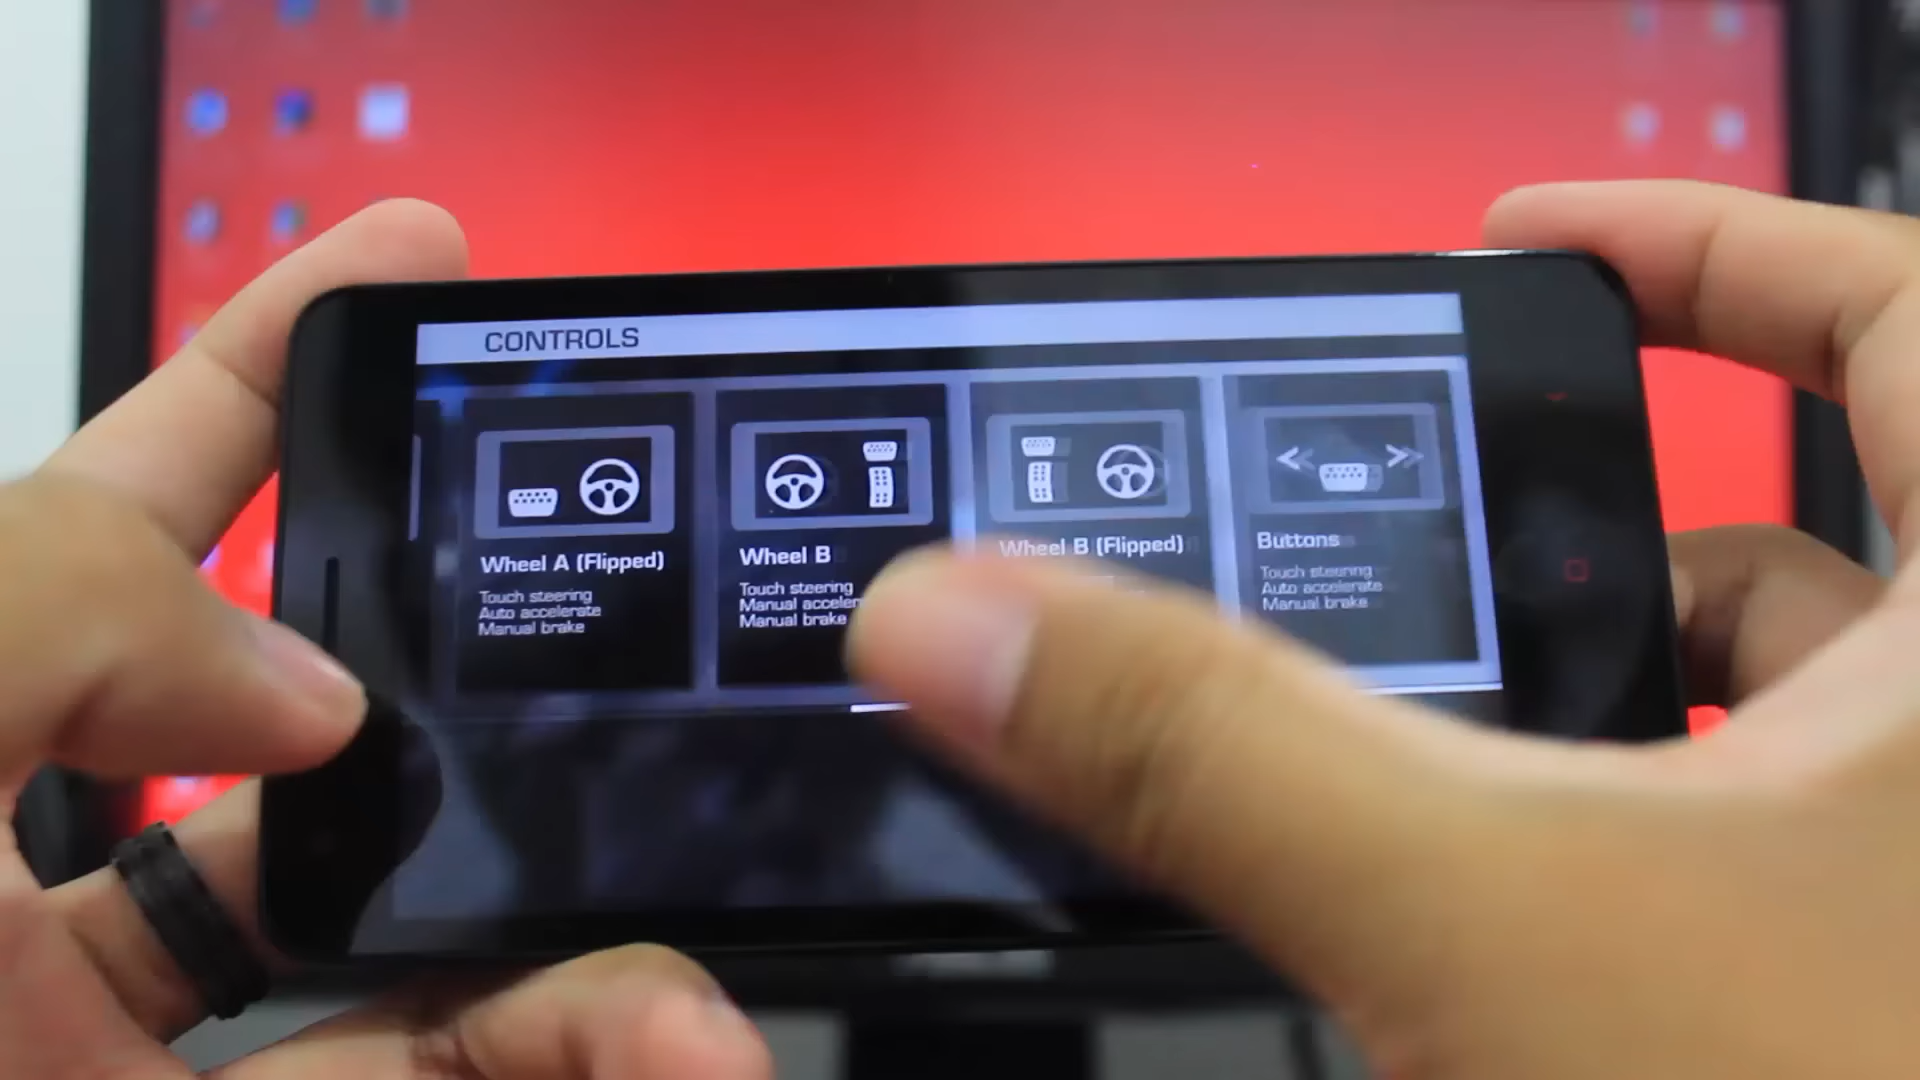 CONTROLS
Wheel A (Flipped)
Touch steering
Auto accelerate
Manual brake
Wheel B
Touch steering
Manual
Manual brake
Wheel B (Flipped)
Buttons
Touch steering
Auto accelerate
Manual brake